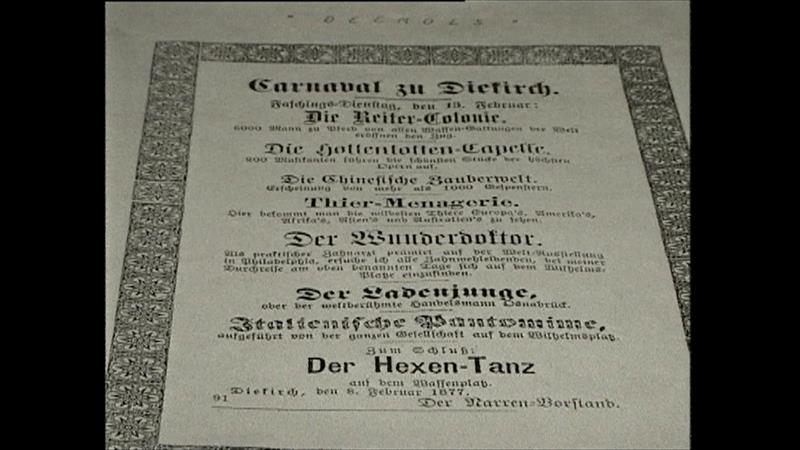 " DEEMOLS "
Carnaval zu Diekirch.
Faschings-Dienstag, den 13. Februar:
Die Reiter-Colonie.
6000 Mann zu Pferd von allen Waffen-Gattungen der Welt
eröffnen den Zug.
Die Hottentotten-Capelle.
200 Musikanten führen die schönsten Stücke der höchsten
Opern auf.
Die Chinesische Zauberwelt.
Erscheinung von mehr als 1000 Gespenstern.
Thier-Menagerie.
Hier bekommt man die wildesten Thiere Europa's, Amerika's,
Afrika's, Asien's und Australien's zu sehen.
Der Wunderdoktor.
Als praktischer Zahnarzt prämirt auf der Welt-Ausstellung
in Philadelphia, ersuche ich alle Zahnwehleidenden, bei meiner
Durchreise am oben benannten Tage sich auf dem Wilhelms-
Platze einzufinden.
Der Ladenjunge,
oder der weltberühmte Handelsmann Osnabrück.
Italienische Pantomime,
aufgeführt von der ganzen Gesellschaft auf dem Wilhelmsplatz.
Zum Schluß:
Der Hexen-Tanz
auf dem Waffenplatz.
Diekirch, den 8. Februar 1877.
91 Der Narren-Vorstand.